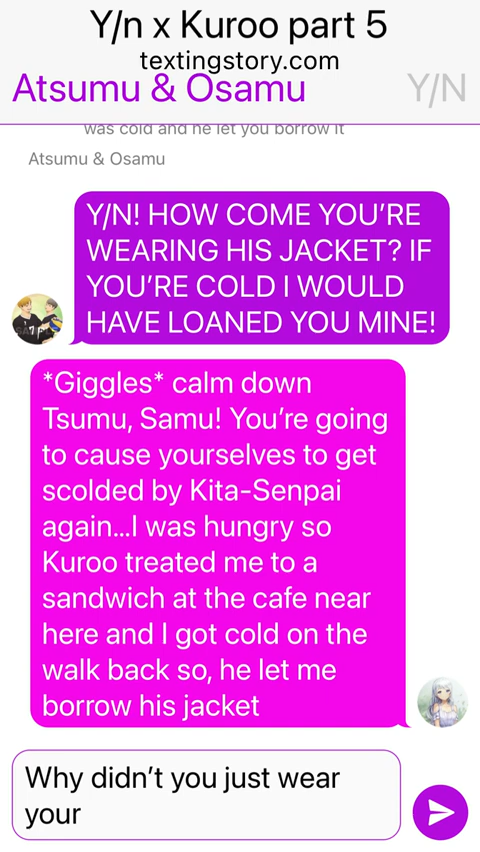 Y/n x Kuroo part 5
textingstory.com
Atsumu & Osamu
Y/N
was cold and he let you borrow it
Atsumu & Osamu
Y/N! HOW COME YOU'RE
WEARING HIS JACKET? IF
YOU'RE COLD I WOULD
HAVE LOANED YOU MINE!
*Giggles* calm down
Tsumu, Samu! You're going
to cause yourselves to get
scolded by Kita-Senpai
again...I was hungry so
Kuroo treated me to a
sandwich at the cafe near
here and I got cold on the
walk back so, he let me
borrow his jacket
Why didn't you just wear
your